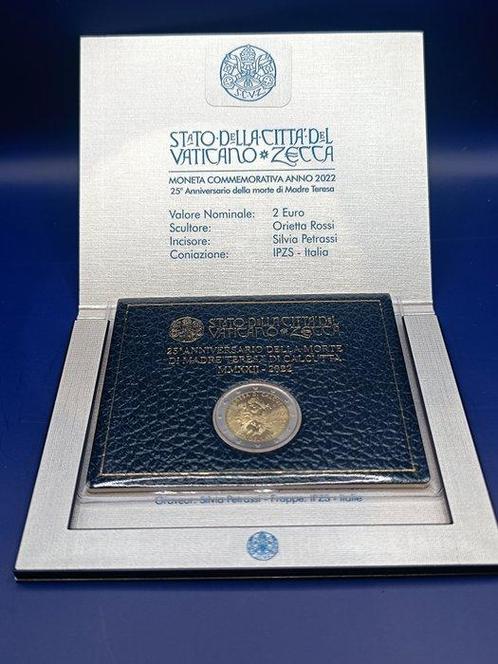 S.C.V.Z.
STATO·DELLA·CITTÀ·DEL
VATICANO * ZECCA
MONETA COMMEMORATIVA ANNO 2022
25° Anniversario della morte di Madre Teresa
Valore Nominale: 2 Euro
Scultore: Orietta Rossi
Incisore: Silvia Petrassi
Coniazione: IPZS - Italia
STATO·DELLA·CITTÀ·DEL
VATICANO * ZECCA
25° ANNIVERSARIO DELLA MORTE
DI MADRE TERESA DI CALCUTTA
MMXXII - 2022
Graveur: Silvia Petrassi - Frappe: IPZS - Italie